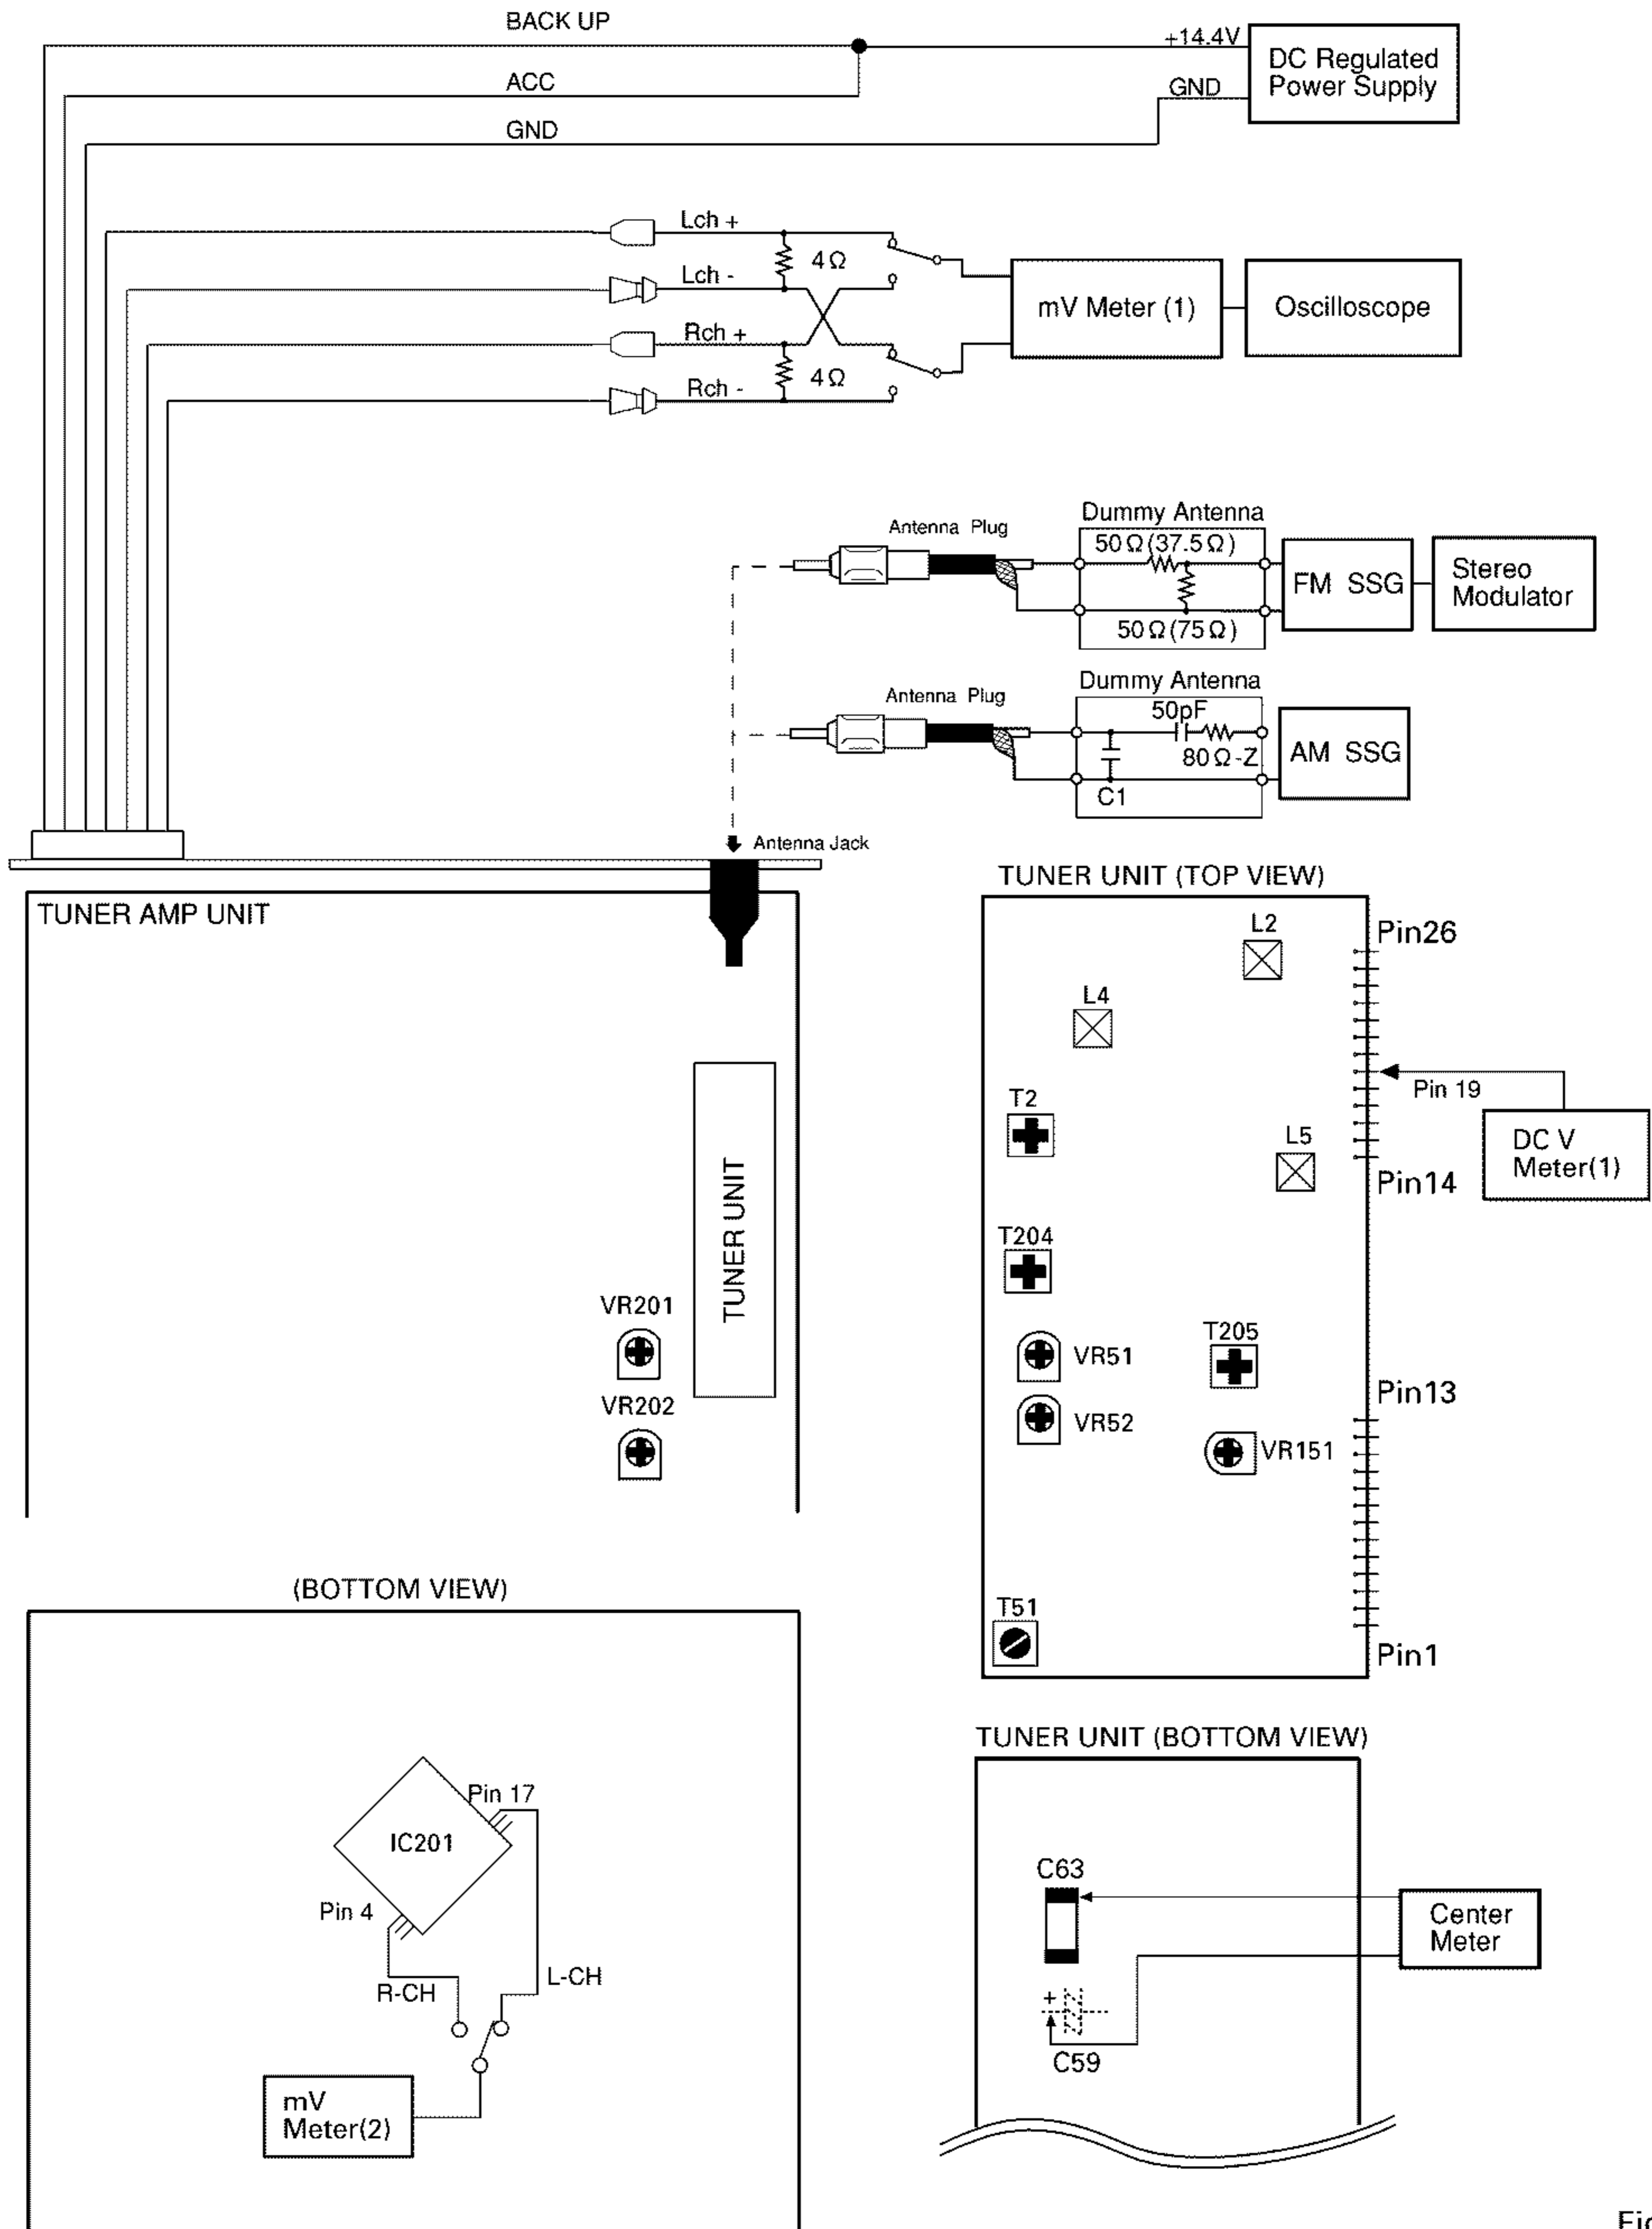 BACK UP
+14.4V
DC Regulated
Power Supply
ACC
GND
GND
Lch +
4Ω
Lch -
mV Meter (1)
Oscilloscope
Rch +
4Ω
Rch -
Dummy Antenna
Antenna Plug
50Ω(37.5Ω)
FM SSG
Stereo
Modulator
50Ω(75Ω)
Dummy Antenna
Antenna Plug
50pF
80Ω-Z
AM SSG
C1
Antenna Jack
TUNER UNIT (TOP VIEW)
TUNER AMP UNIT
L2
Pin26
L4
Pin 19
T2
L5
DC V
Meter(1)
Pin14
TUNER UNIT
T204
VR201
T205
VR51
Pin13
VR202
VR52
VR151
(BOTTOM VIEW)
T51
Pin1
TUNER UNIT (BOTTOM VIEW)
Pin 17
IC201
C63
Pin 4
Center
Meter
L-CH
R-CH
+
C59
mV
Meter(2)